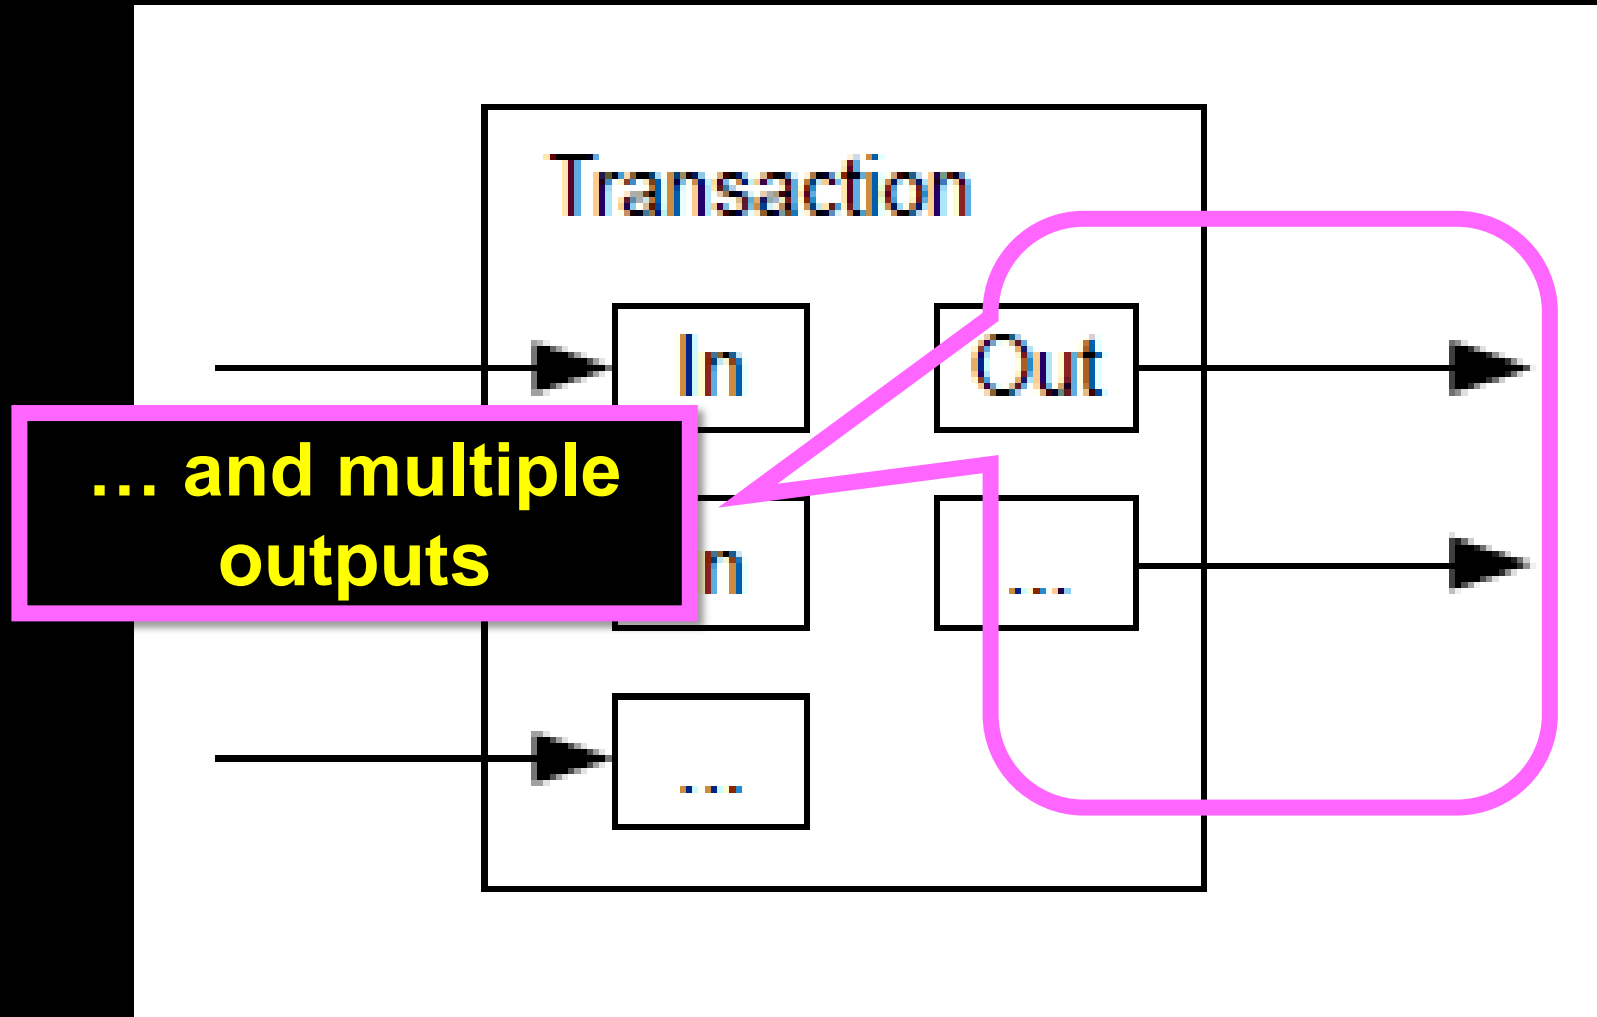 Transaction
In
Out
… and multiple
outputs
n
...
...